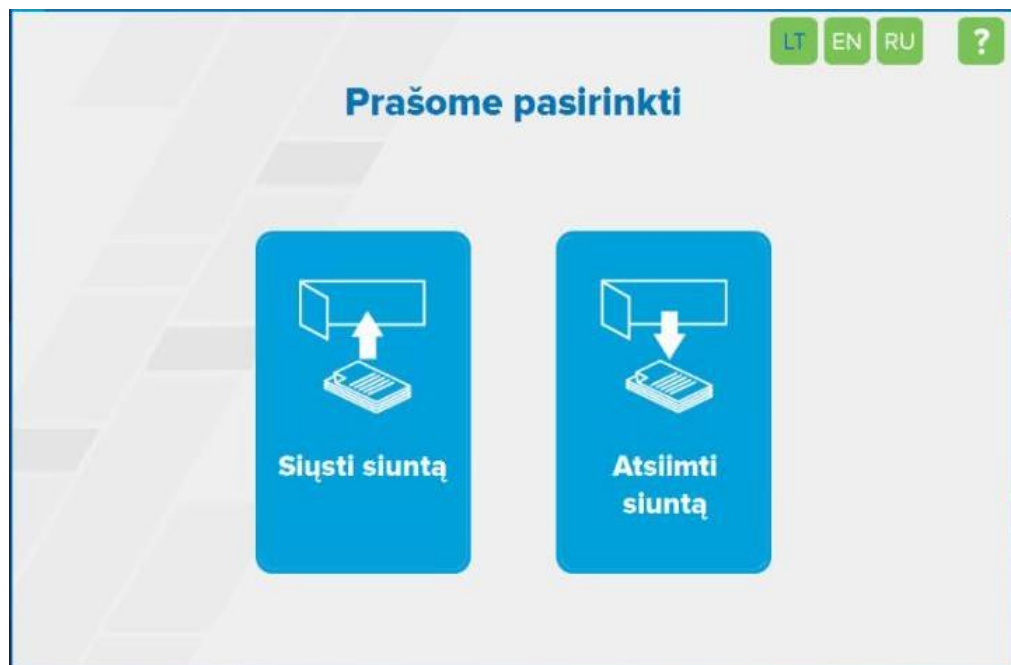 LT EN RU ?
Prašome pasirinkti
Siųsti siuntą
Atsiimti
siuntą